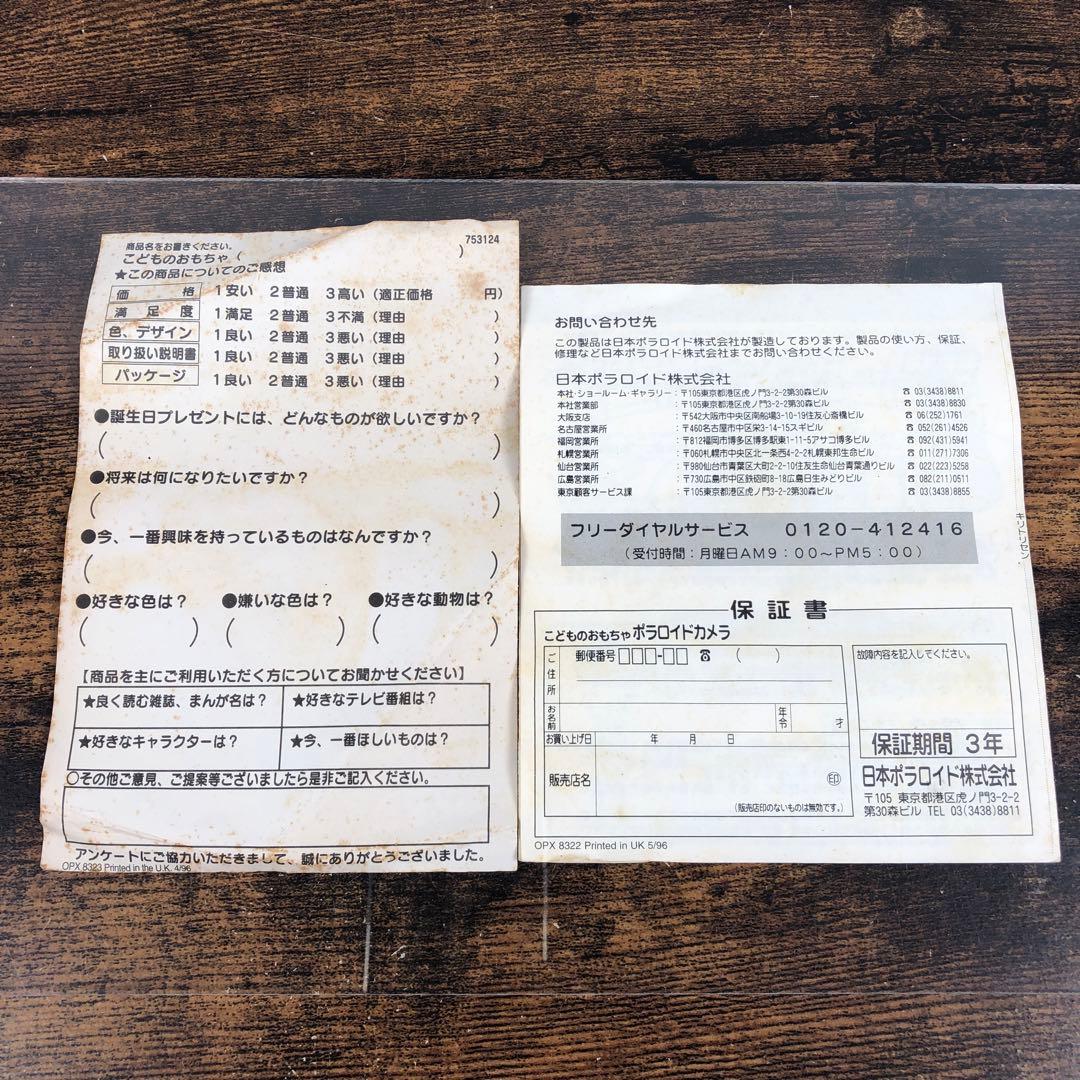 753124
商品名をお書きください。
こどものおもちゃ (　　　)
★この商品についてのご感想
価格 1安い 2普通 3高い (適正価格　　円)
満足度 1満足 2普通 3不満 (理由　　)
色、デザイン 1良い 2普通 3悪い (理由　　)
取り扱い説明書 1良い 2普通 3悪い (理由　　)
パッケージ 1良い 2普通 3悪い (理由　　)
●誕生日プレゼントには、どんなものが欲しいですか？
(　　　)
●将来は何になりたいですか？
(　　　)
●今、一番興味を持っているものはなんですか？
(　　　)
●好きな色は？ ●嫌いな色は？ ●好きな動物は？
(　　) (　　) (　　)
【商品を主にご利用いただく方についてお聞かせください】
★良く読む雑誌、まんが名は？ ★好きなテレビ番組は？
★好きなキャラクターは？ ★今、一番ほしいものは？
○その他ご意見、ご提案等ございましたら是非ご記入ください。
アンケートにご協力いただきまして、誠にありがとうございました。
OPX 8323 Printed in the U.K. 4/96
お問い合わせ先
この製品は日本ポラロイド株式会社が製造しております。製品の使い方、保証、
修理など日本ポラロイド株式会社までお問い合わせください。
日本ポラロイド株式会社
本社・ショールーム・ギャラリー：〒105東京都港区虎ノ門3-2-2第30森ビル ☎ 03(3438)8811
本社営業部：〒105東京都港区虎ノ門3-2-2第30森ビル ☎ 03(3438)8830
大阪支店：〒542大阪市中央区南船場3-10-19住友心斎橋ビル ☎ 06(252)1761
名古屋営業所：〒460名古屋市中区栄3-14-15スギビル ☎ 052(261)4526
福岡営業所：〒812福岡市博多区博多駅東1-11-5アサコ博多ビル ☎ 092(431)5941
札幌営業所：〒060札幌市中央区北一条西4-2-2札幌東邦生命ビル ☎ 011(271)7306
仙台営業所：〒980仙台市青葉区大町2-2-10住友生命仙台青葉通りビル ☎ 022(223)5258
広島営業所：〒730広島市中区鉄砲町8-18広島日生みどりビル ☎ 082(211)0511
東京顧客サービス課：〒105東京都港区虎ノ門3-2-2第30森ビル ☎ 03(3438)8855
フリーダイヤルサービス 0120-412416
(受付時間：月曜日AM9：00～PM5：00)
キリトリセン
保証書
こどものおもちゃポラロイドカメラ
ご住所 郵便番号□□□-□□ ☎ (　　)
お名前 年令 才
お買い上げ日 年 月 日
販売店名 ㊞
(販売店印のないものは無効です。)
故障内容を記入してください。
保証期間 3年
日本ポラロイド株式会社
〒105 東京都港区虎ノ門3-2-2
第30森ビル TEL 03(3438)8811
OPX 8322 Printed in UK 5/96